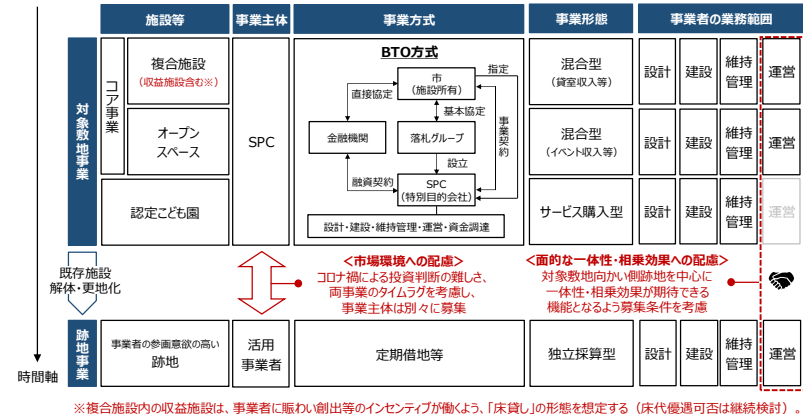 施設等
事業主体
事業方式
事業形態
事業者の業務範囲
対象敷地事業
コア事業
複合施設
(収益施設含む※)
オープン
スペース
認定こども園
SPC
BTO方式
市
(施設所有)
指定
直接協定
基本協定
事業契約
金融機関
落札グループ
設立
融資契約
SPC
(特別目的会社)
設計・建設・維持管理・運営・資金調達
混合型
(貸室収入等)
混合型
(イベント収入等)
サービス購入型
設計
建設
維持
管理
運営
設計
建設
維持
管理
運営
設計
建設
維持
管理
運営
既存施設
解体・更地化
<市場環境への配慮>
コロナ禍による投資判断の難しさ、
両事業のタイムラグを考慮し、
事業主体は別々に募集
<面的な一体性・相乗効果への配慮>
対象敷地向かい側跡地を中心に
一体性・相乗効果が期待できる
機能となるよう募集条件を考慮
時間軸
跡地事業
事業者の参画意欲の高い
跡地
活用
事業者
定期借地等
独立採算型
設計
建設
維持
管理
運営
※複合施設内の収益施設は、事業者に賑わい創出等のインセンティブが働くよう、「床貸し」の形態を想定する(床代優遇可否は継続検討)。